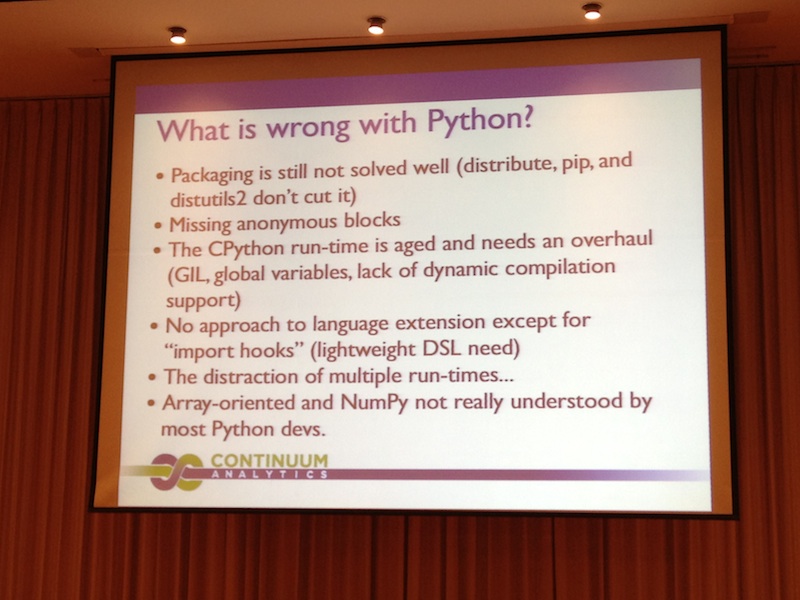 What is wrong with Python?
• Packaging is still not solved well (distribute, pip, and
distutils2 don't cut it)
• Missing anonymous blocks
• The CPython run-time is aged and needs an overhaul
(GIL, global variables, lack of dynamic compilation
support)
• No approach to language extension except for
“import hooks” (lightweight DSL need)
• The distraction of multiple run-times...
• Array-oriented and NumPy not really understood by
most Python devs.
CONTINUUM
ANALYTICS